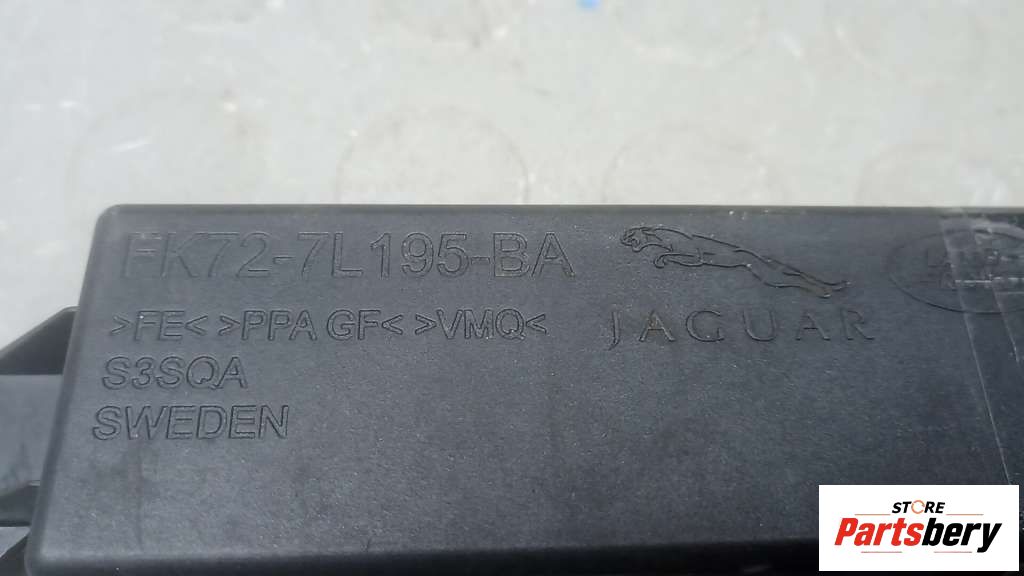 FK72-7L195-BA
>FE< >PPA GF< >VMQ<
S3SQA
SWEDEN
JAGUAR
STORE
Partsbery